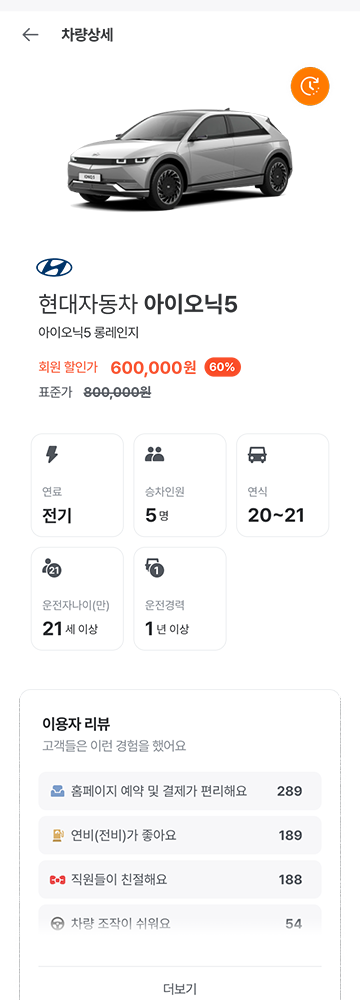 차량상세
현대자동차 아이오닉5
아이오닉5 롱레인지
회원 할인가 600,000원 60%
표준가 800,000원
연료
전기
승차인원
5 명
연식
20~21
21
운전자나이(만)
21 세 이상
1
운전경력
1 년 이상
이용자 리뷰
고객들은 이런 경험을 했어요
홈페이지 예약 및 결제가 편리해요 289
연비(전비)가 좋아요 189
직원들이 친절해요 188
차량 조작이 쉬워요 54
더보기